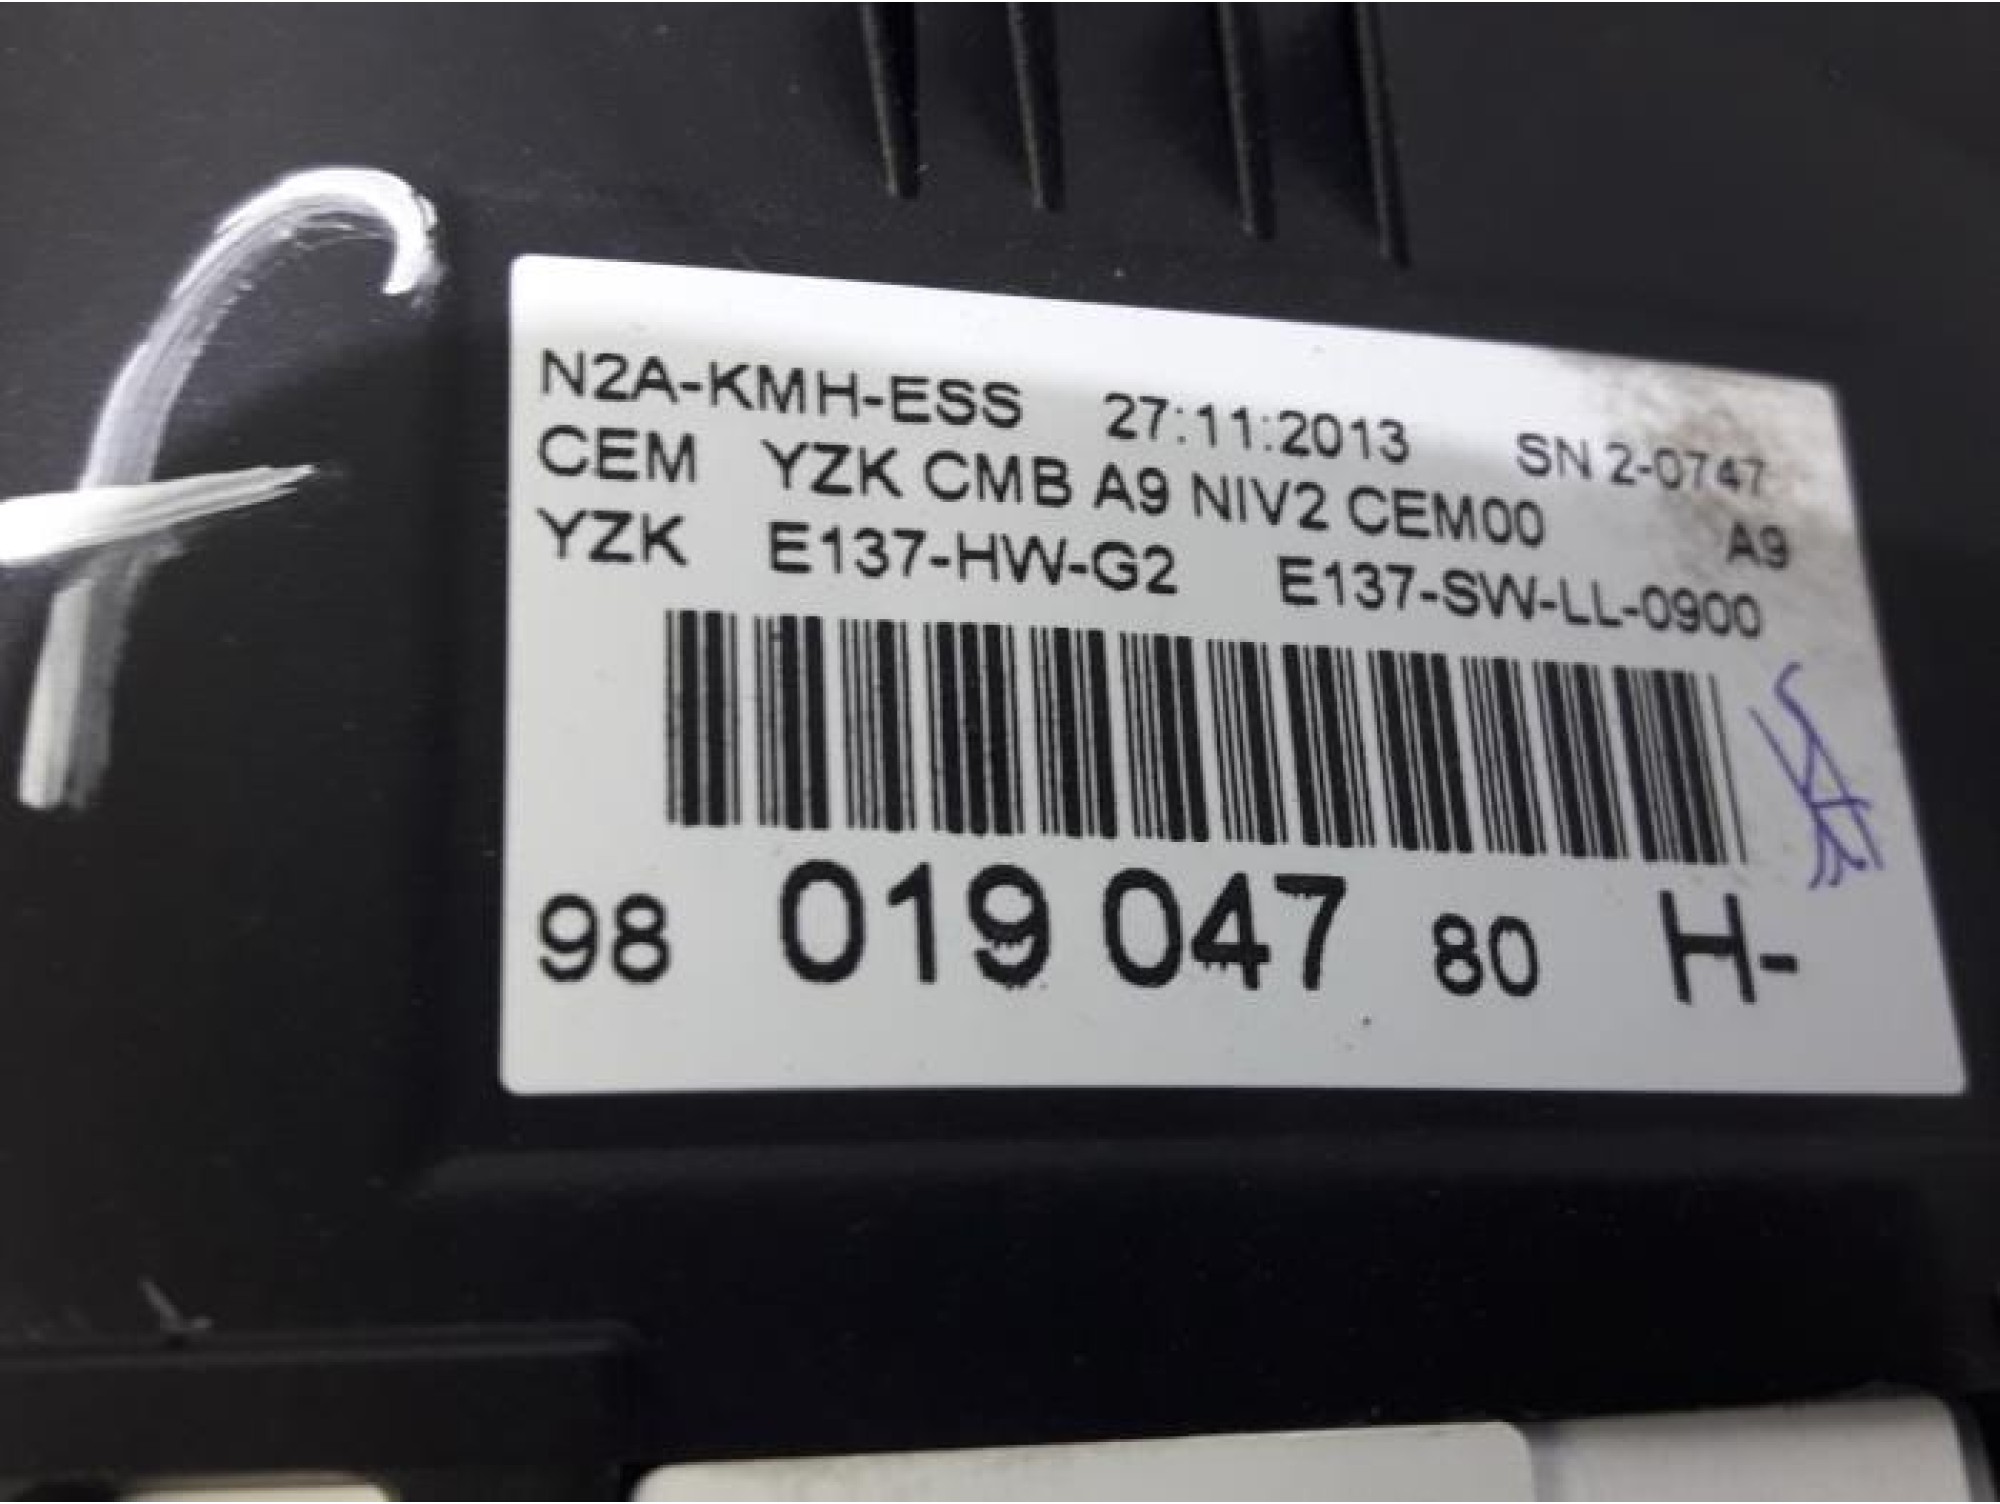 N2A-KMH-ESS 27:11:2013 SN 2-0747
CEM YZK CMB A9 NIV2 CEM00 A9
YZK E137-HW-G2 E137-SW-LL-0900
98 019 047 80 H-